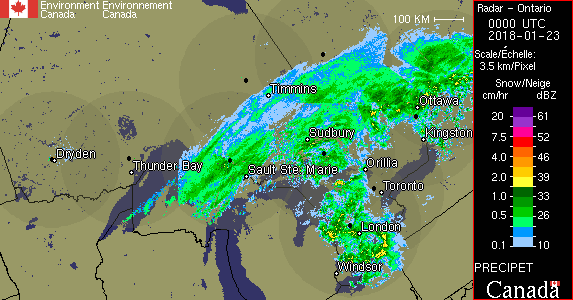 Environment Environnement
Canada Canada
100 KM
Radar - Ontario
0000 UTC
2018-01-23
Scale/Échelle:
3.5 km/Pixel
Snow/Neige
cm/hr dBZ
20 61
7.5 57
7.5 52
4.0 46
2.0 39
1.0 33
0.5 26
0.1 10
PRECIPET
Canada
Timmins
Ottawa
Kingston
Sudbury
Dryden
Thunder Bay
Sault Ste. Marie
Orillia
Toronto
London
Windsor